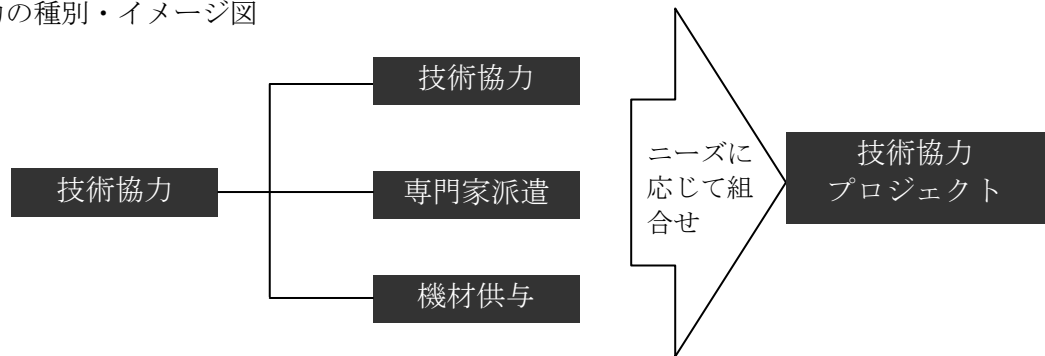 の種別・イメージ図
技術協力
技術協力
専門家派遣
機材供与
ニーズに
応じて組
合せ
技術協力
プロジェクト